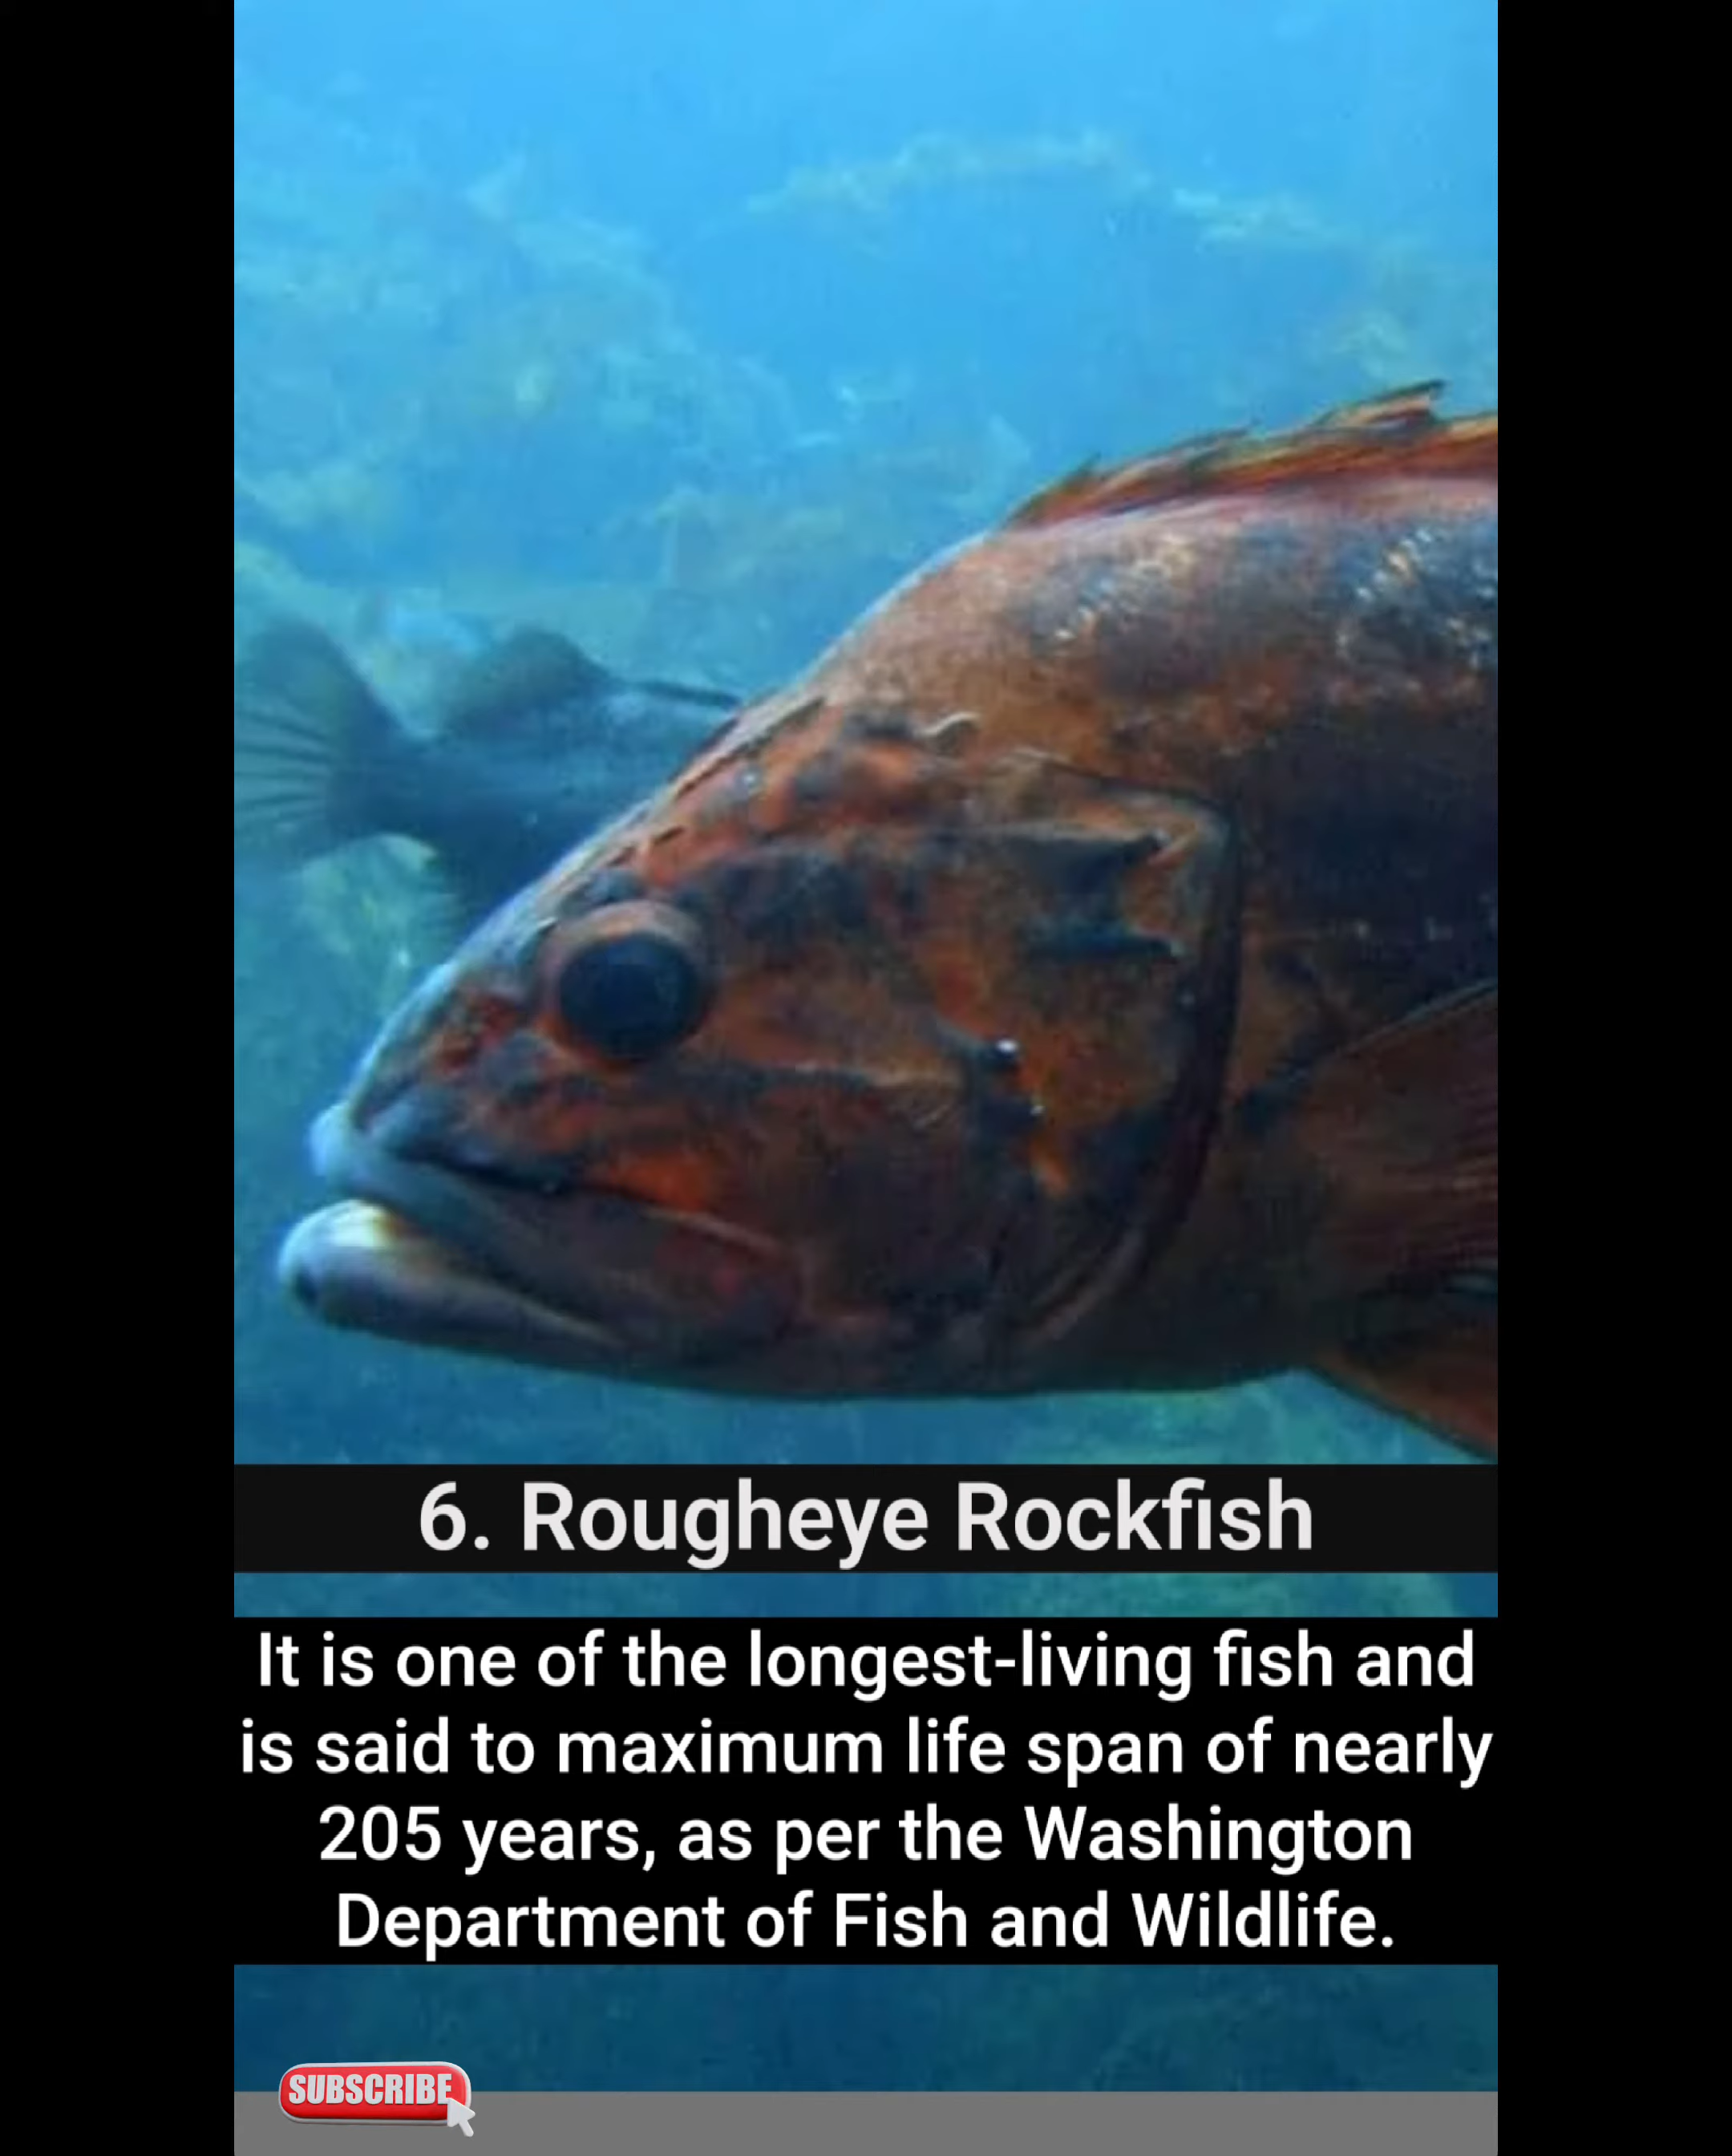 6. Rougheye Rockfish
It is one of the longest-living fish and
is said to maximum life span of nearly
205 years, as per the Washington
Department of Fish and Wildlife.
SUBSCRIBE